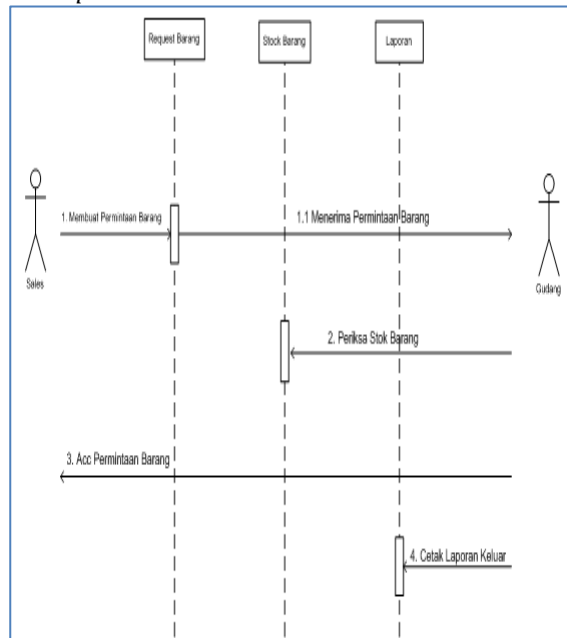 Request Barang
Stock Barang
Laporan
1. Membuat Permintaan Barang
1.1 Menerima Permintaan Barang
Sales
Gudang
2. Periksa Stok Barang
3. Acc Permintaan Barang
4. Cetak Laporan Keluar